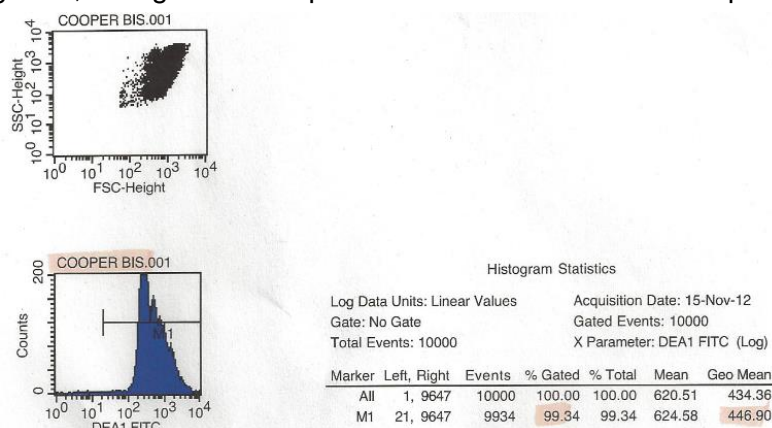 COOPER BIS.001
SSC-Height
10^0 10^1 10^2 10^3 10^4
10^0 10^1 10^2 10^3 10^4
FSC-Height
COOPER BIS.001
200
Counts
0
M1
10^0 10^1 10^2 10^3 10^4
DEA1 FITC
Histogram Statistics
Log Data Units: Linear Values Acquisition Date: 15-Nov-12
Gate: No Gate Gated Events: 10000
Total Events: 10000 X Parameter: DEA1 FITC (Log)
Marker Left, Right Events % Gated % Total Mean Geo Mean
All 1, 9647 10000 100.00 100.00 620.51 434.36
M1 21, 9647 9934 99.34 99.34 624.58 446.90